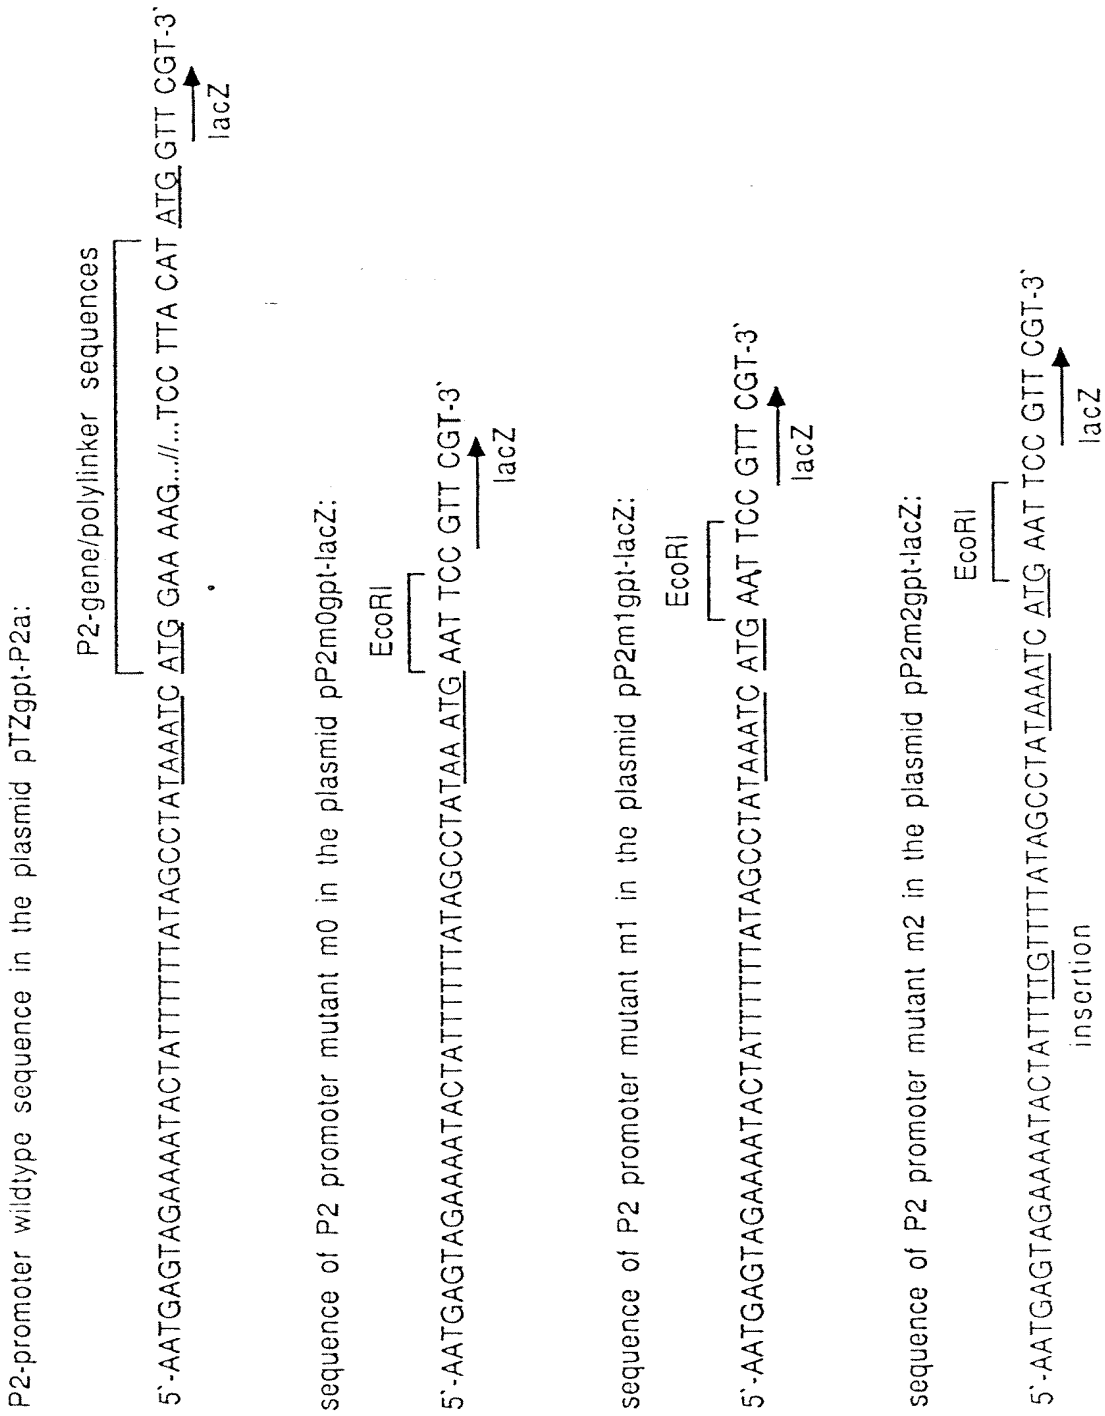 P2-promoter wildtype sequence in the plasmid pTZgpt-P2a:
P2-gene/polylinker sequences
5`-AATGAGTAGAAAATACTATTTTTTATAGCCTATAAATC ATG GAA AAG...//...TCC TTA CAT ATG GTT CGT-3`
lacZ
sequence of P2 promoter mutant m0 in the plasmid pP2m0gpt-lacZ:
EcoRI
5`-AATGAGTAGAAATACTATTTTTTATAGCCTATAA ATG AAT TCC GTT CGT-3`
lacZ
sequence of P2 promoter mutant m1 in the plasmid pP2m1gpt-lacZ:
EcoRI
5`-AATGAGTAGAAAATACTATTTTTTATAGCCTATAAATC ATG AAT TCC GTT CGT-3`
lacZ
sequence of P2 promoter mutant m2 in the plasmid pP2m2gpt-lacZ:
EcoRI
5`-AATGAGTAGAAAATACTATTTTGTTTTATAGCCTATAAATC ATG AAT TCC GTT CGT-3`
insertion
lacZ